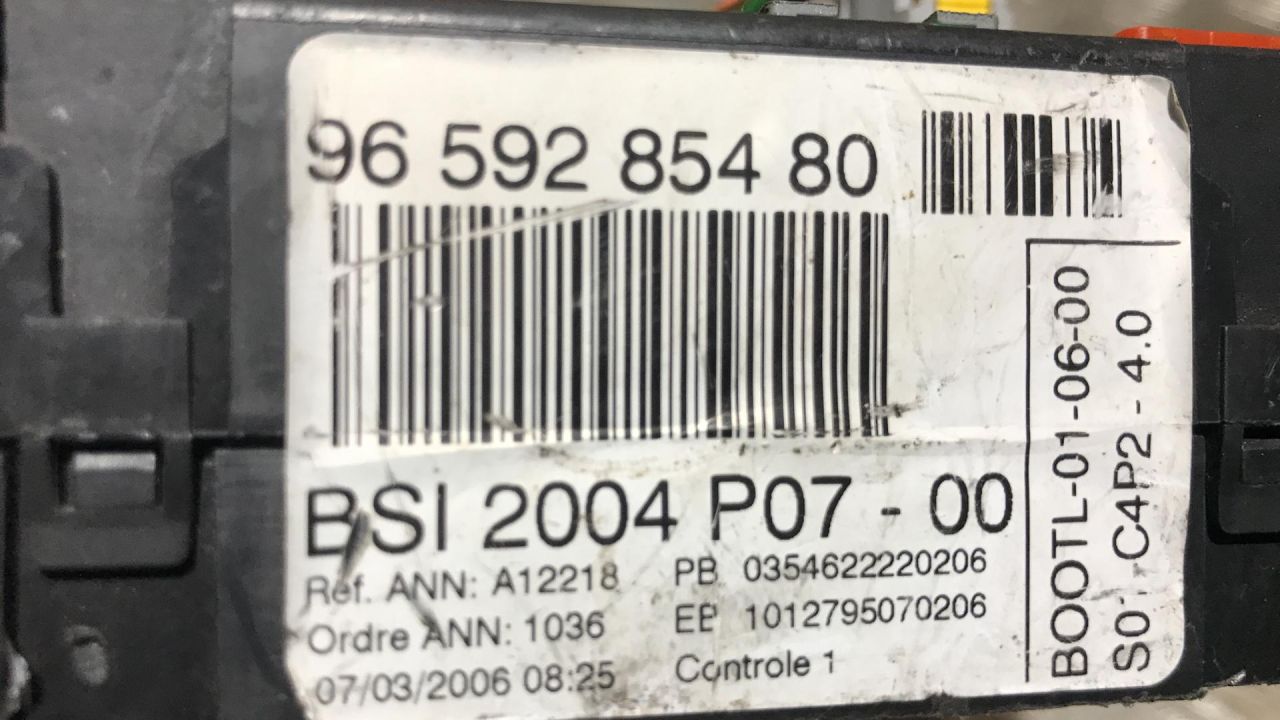 96 592 854 80
BSI 2004 P07 - 00
Réf. ANN: A12218
Ordre ANN: 1036
07/03/2006 08:25
PB 0354622220206
EB 1012795070206
Controle 1
BOOTL-01-06-00
C4P2 - 4.0